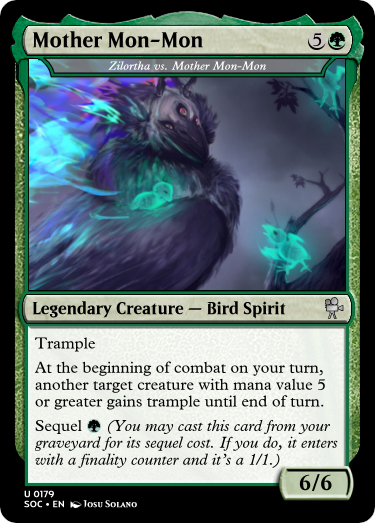 Mother Mon-Mon 5
Zilortha vs. Mother Mon-Mon
Legendary Creature — Bird Spirit
Trample
At the beginning of combat on your turn,
another target creature with mana value 5
or greater gains trample until end of turn.
Sequel (You may cast this card from your
graveyard for its sequel cost. If you do, it enters
with a finality counter and it's a 1/1.)
6/6
U 0179
SOC • EN Josu Solano